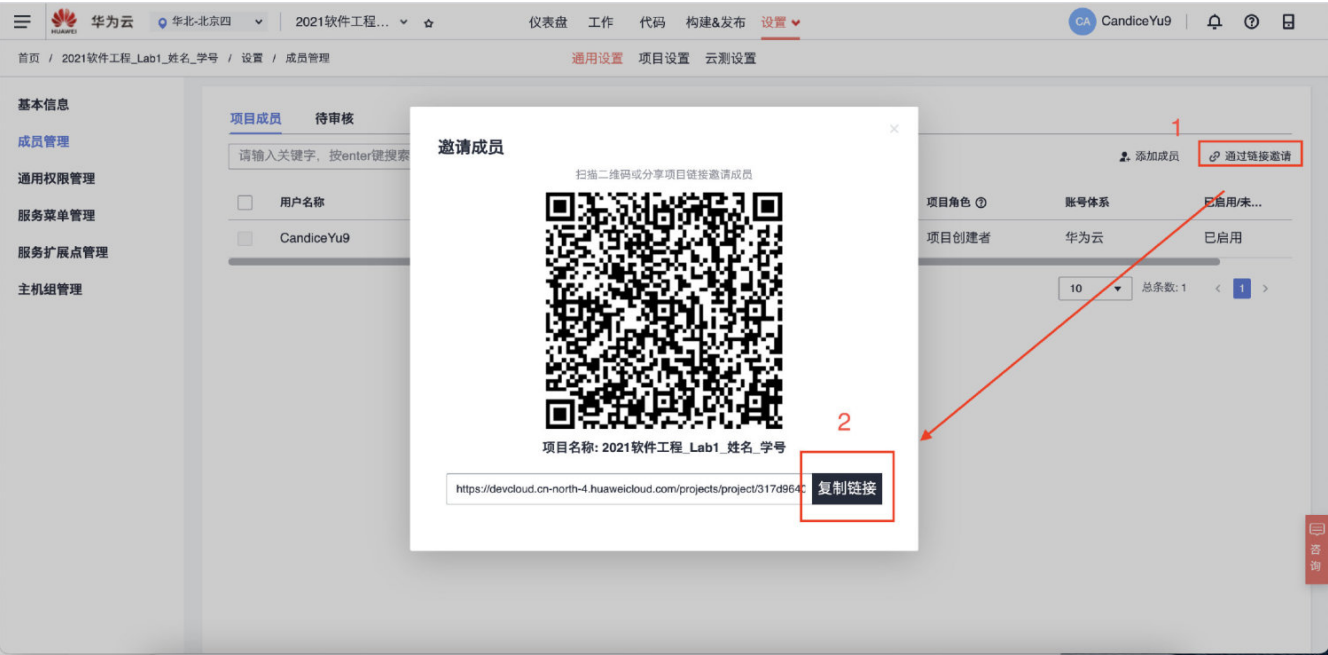 HUAWEI 华为云 华北-北京四 2021软件工程... 仪表盘 工作 代码 构建&发布 设置 CA CandiceYu9
首页 / 2021软件工程_Lab1_姓名_学号 / 设置 / 成员管理 通用设置 项目设置 云测设置
基本信息
成员管理
通用权限管理
服务菜单管理
服务扩展点管理
主机组管理
项目成员 待审核
请输入关键字，按enter键搜索
添加成员 通过链接邀请
1
用户名称 项目角色 账号体系 已启用/未...
CandiceYu9 项目创建者 华为云 已启用
10 总条数: 1 < 1 >
邀请成员
扫描二维码或分享项目链接邀请成员
项目名称: 2021软件工程_Lab1_姓名_学号
2
https://devcloud.cn-north-4.huaweicloud.com/projects/project/317d9640 复制链接
咨询